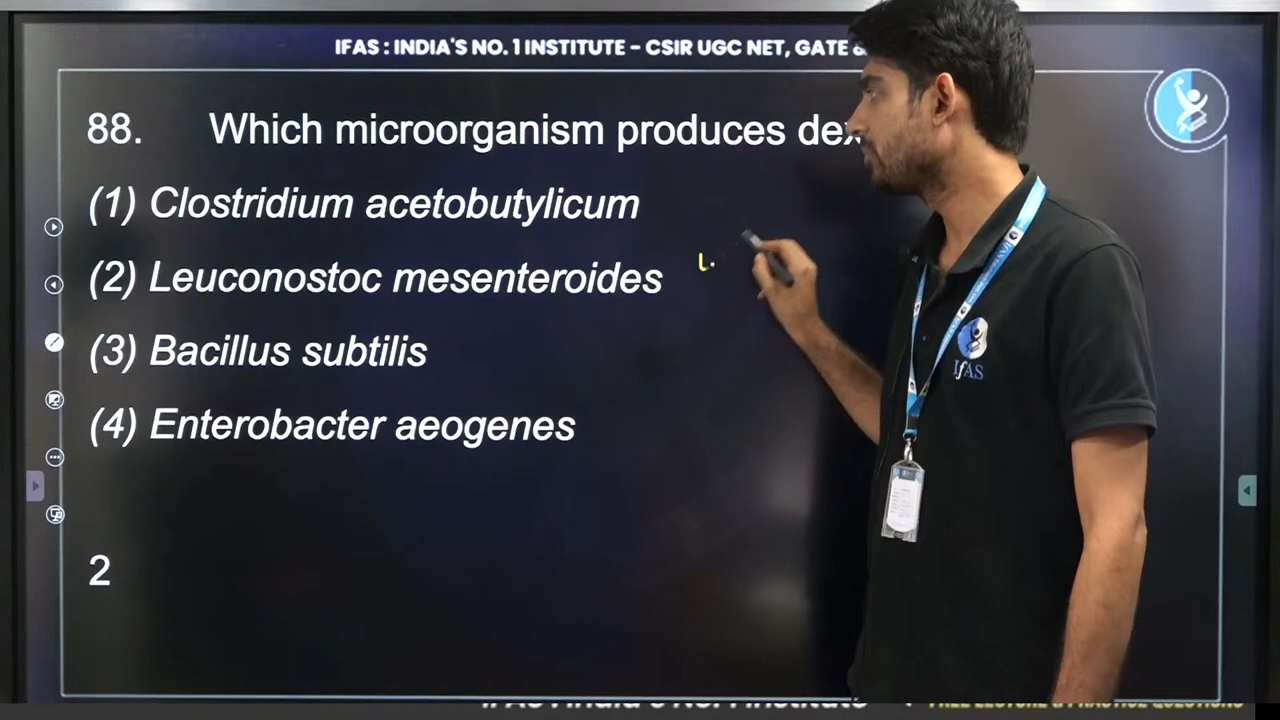 IFAS : INDIA'S NO. 1 INSTITUTE - CSIR UGC NET, GATE &
88. Which microorganism produces
(1) Clostridium acetobutylicum
(2) Leuconostoc mesenteroides
(3) Bacillus subtilis
(4) Enterobacter aeogenes
2
IFAS